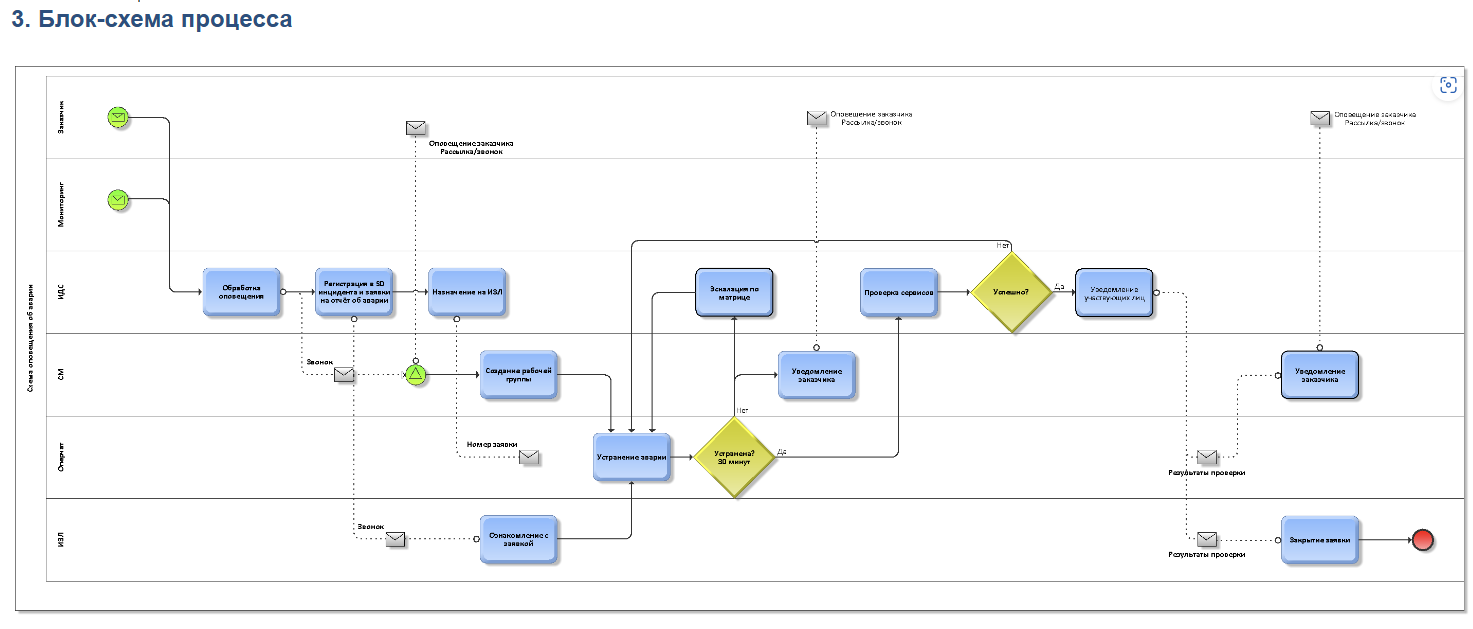 3. Блок-схема процесса
Схема оповещения об аварии
Заказчик
Оповещение заказчика
Рассылка/звонок
Оповещение заказчика
Рассылка/звонок
Оповещение заказчика
Рассылка/звонок
Мониторинг
Нет
ИДС
Обработка
оповещения
Регистрация в SD
инцидента и заявки
на отчёт об аварии
Назначение на ИЗЛ
Эскалация по
матрице
Проверка сервисов
Успешно?
Да
Уведомление
участвующих лиц
СМ
Звонок
Создание рабочей
группы
Уведомление
заказчика
Уведомление
заказчика
Нет
Номер заявки
Устранение аварии
Устранена?
30 минут
Да
Результаты проверки
ИЗЛ
Звонок
Ознакомление с
заявкой
Результаты проверки
Закрытие заявки